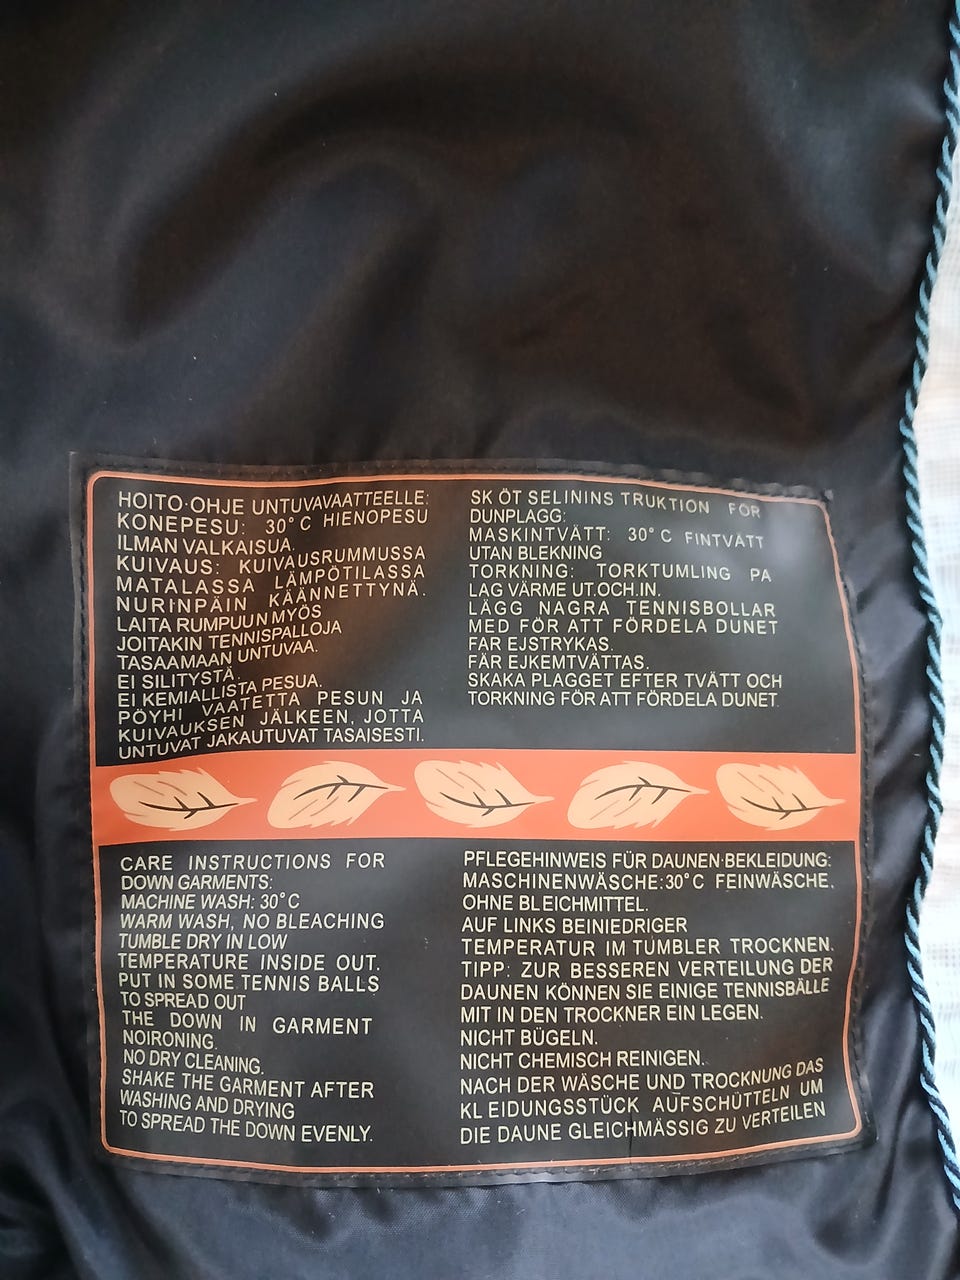 HOITO-OHJE UNTUVAVAATTEELLE:
KONEPESU: 30°C HIENOPESU
ILMAN VALKAISUA.
KUIVAUS: KUIVAUSRUMMUSSA
MATALASSA LÄMPÖTILASSA
NURINPÄIN KÄÄNNETTYNÄ.
LAITA RUMPUUN MYÖS
JOITAKIN TENNISPALLOJA
TASAAMAAN UNTUVAA.
EI SILITYSTÄ.
EI KEMIALLISTA PESUA.
PÖYHI VAATETTA PESUN JA
KUIVAUKSEN JÄLKEEN, JOTTA
UNTUVAT JAKAUTUVAT TASAISESTI.
SK ÖT SELININS TRUKTION FÖR
DUNPLAGG:
MASKINTVÄTT: 30°C FINTVÄTT
UTAN BLEKNING
TORKNING: TORKTUMLING PA
LAG VÄRME UT.OCH.IN.
LÄGG NAGRA TENNISBOLLAR
MED FÖR ATT FÖRDELA DUNET
FAR EJSTRYKAS.
FÄR EJKEMTVÄTTAS.
SKAKA PLAGGET EFTER TVÄTT OCH
TORKNING FÖR ATT FÖRDELA DUNET.
CARE INSTRUCTIONS FOR
DOWN GARMENTS:
MACHINE WASH: 30°C
WARM WASH, NO BLEACHING
TUMBLE DRY IN LOW
TEMPERATURE INSIDE OUT.
PUT IN SOME TENNIS BALLS
TO SPREAD OUT
THE DOWN IN GARMENT
NOIRONING.
NO DRY CLEANING.
SHAKE THE GARMENT AFTER
WASHING AND DRYING
TO SPREAD THE DOWN EVENLY.
PFLEGEHINWEIS FÜR DAUNEN-BEKLEIDUNG:
MASCHINENWÄSCHE:30°C FEINWÄSCHE.
OHNE BLEICHMITTEL.
AUF LINKS BEINIEDRIGER
TEMPERATUR IM TUMBLER TROCKNEN.
TIPP: ZUR BESSEREN VERTEILUNG DER
DAUNEN KÖNNEN SIE EINIGE TENNISBÄLLE
MIT IN DEN TROCKNER EIN LEGEN.
NICHT BÜGELN.
NICHT CHEMISCH REINIGEN.
NACH DER WÄSCHE UND TROCKNUNG DAS
KL EIDUNGSSTÜCK AUFSCHÜTTELN UM
DIE DAUNE GLEICHMÄSSIG ZU VERTEILEN